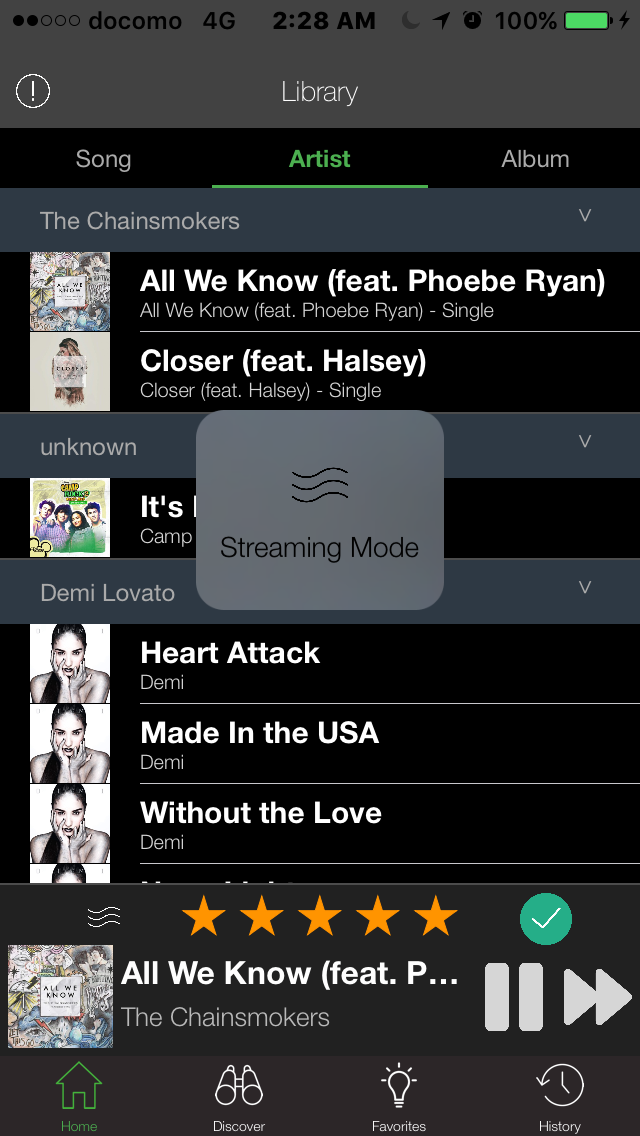 docomo 4G 2:28 AM 100%
Library
Song Artist Album
The Chainsmokers
All We Know (feat. Phoebe Ryan)
All We Know (feat. Phoebe Ryan) - Single
Closer (feat. Halsey)
Closer (feat. Halsey) - Single
unknown
It's
Camp
Streaming Mode
Demi Lovato
Heart Attack
Demi
Made In the USA
Demi
Without the Love
Demi
All We Know (feat. P...
The Chainsmokers
ALL WE
KNOW
Home Discover Favorites History